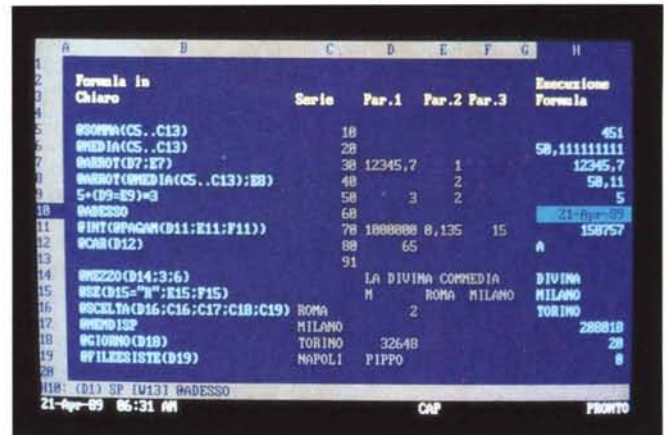 A B C D E F G H
1
2 Formula in Esecuzione
3 Chiaro Serie Par.1 Par.2 Par.3 Formula
4
5 @SOMMA(C5..C13) 10 451
6 @MEDIA(C5..C13) 20 50,111111111
7 @ARROT(D7;E7) 30 12345,7 1 12345,7
8 @ARROT(@MEDIA(C5..C13);E8) 40 2 50,11
9 5+(D9=E9)*3 50 3 2 5
10 @ADESSO 60 21-Apr-89
11 @INT(@PAGAM(D11;E11;F11)) 70 1000000 0,135 15 158757
12 @CAR(D12) 80 65 A
13 91
14 @MEZZO(D14;3;6) LA DIVINA COMMEDIA DIVINA
15 @SE(D15="R";E15;F15) M ROMA MILANO MILANO
16 @SCELTA(D16;C16;C17;C18;C19) ROMA 2 TORINO
17 @MEMDISP MILANO 208018
18 @GIORNO(D18) TORINO 32648 20
19 @FILEESISTE(D19) NAPOLI PIPPO 0
20
H10: (D1) SP [W13] @ADESSO
21-Apr-89 06:31 AM CAP PRONTO